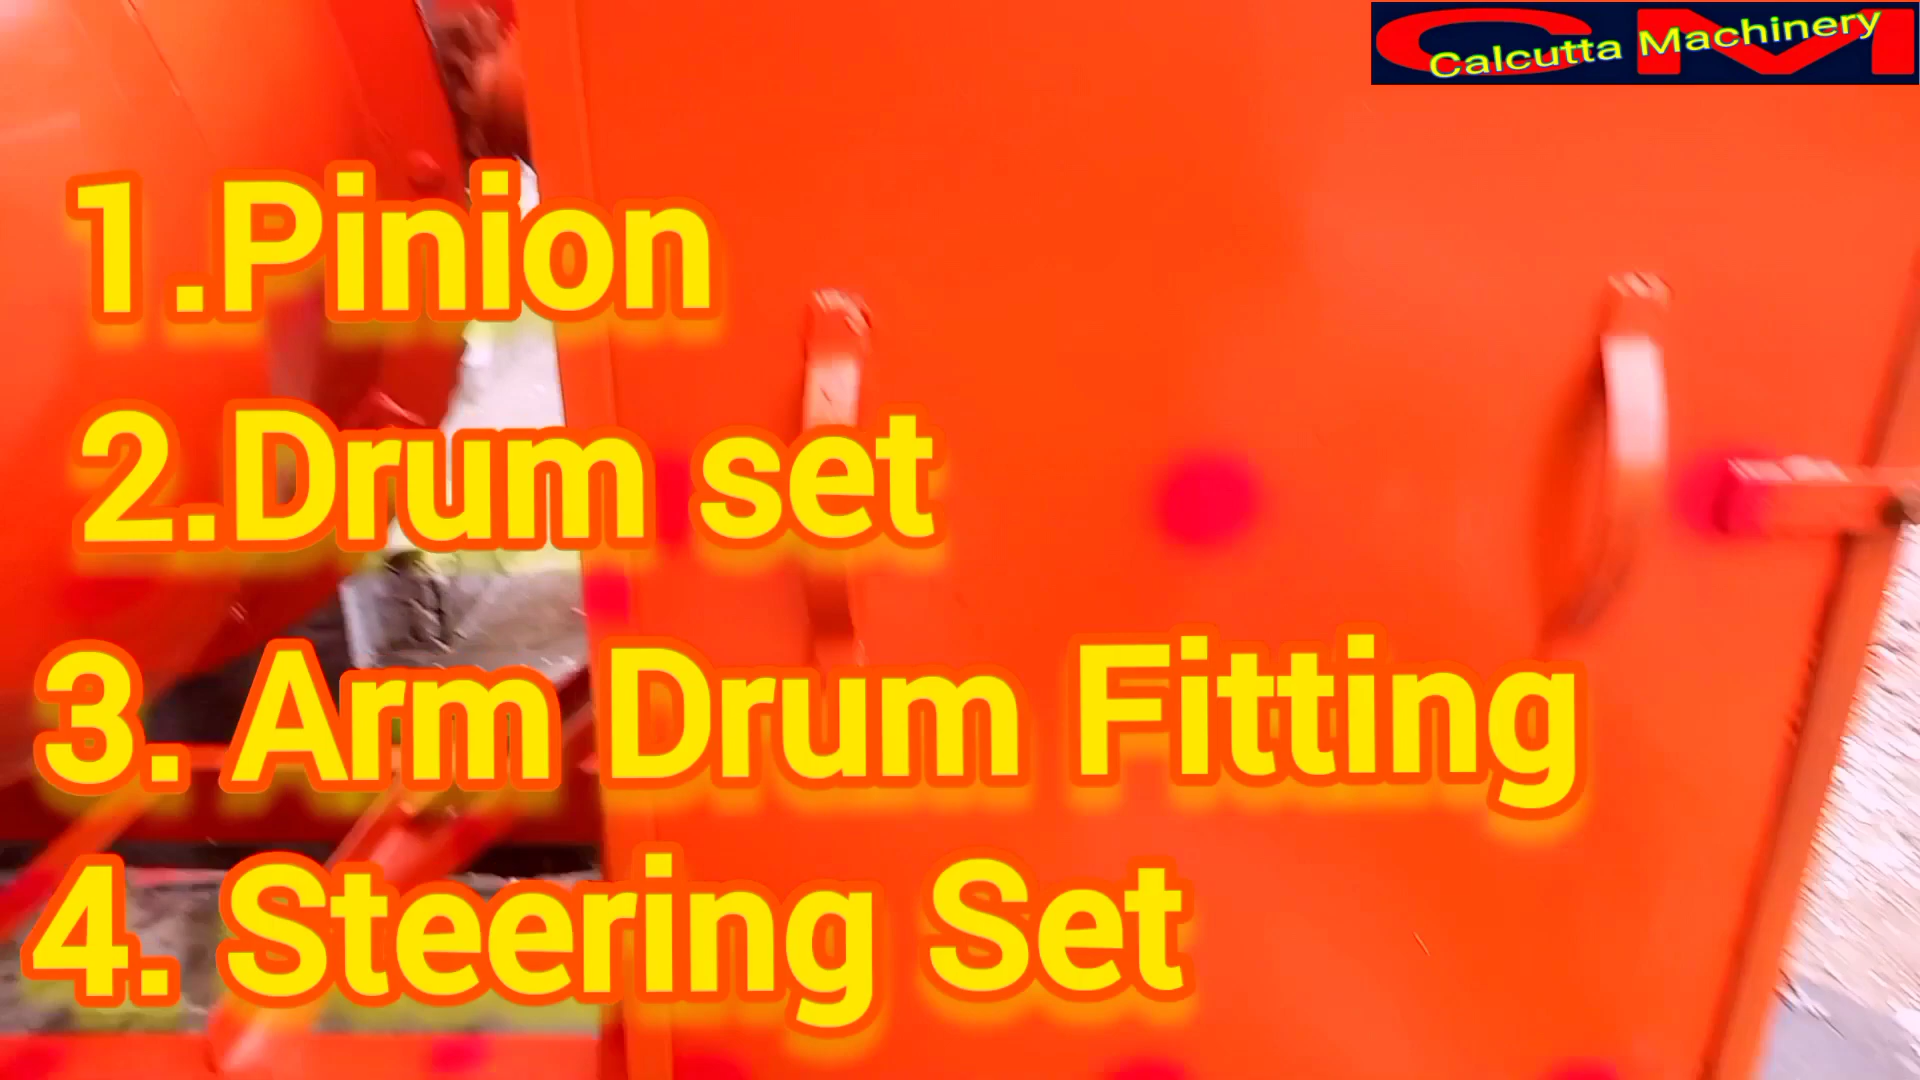 Calcutta Machinery
1.Pinion
2.Drum set
3. Arm Drum Fitting
4. Steering Set